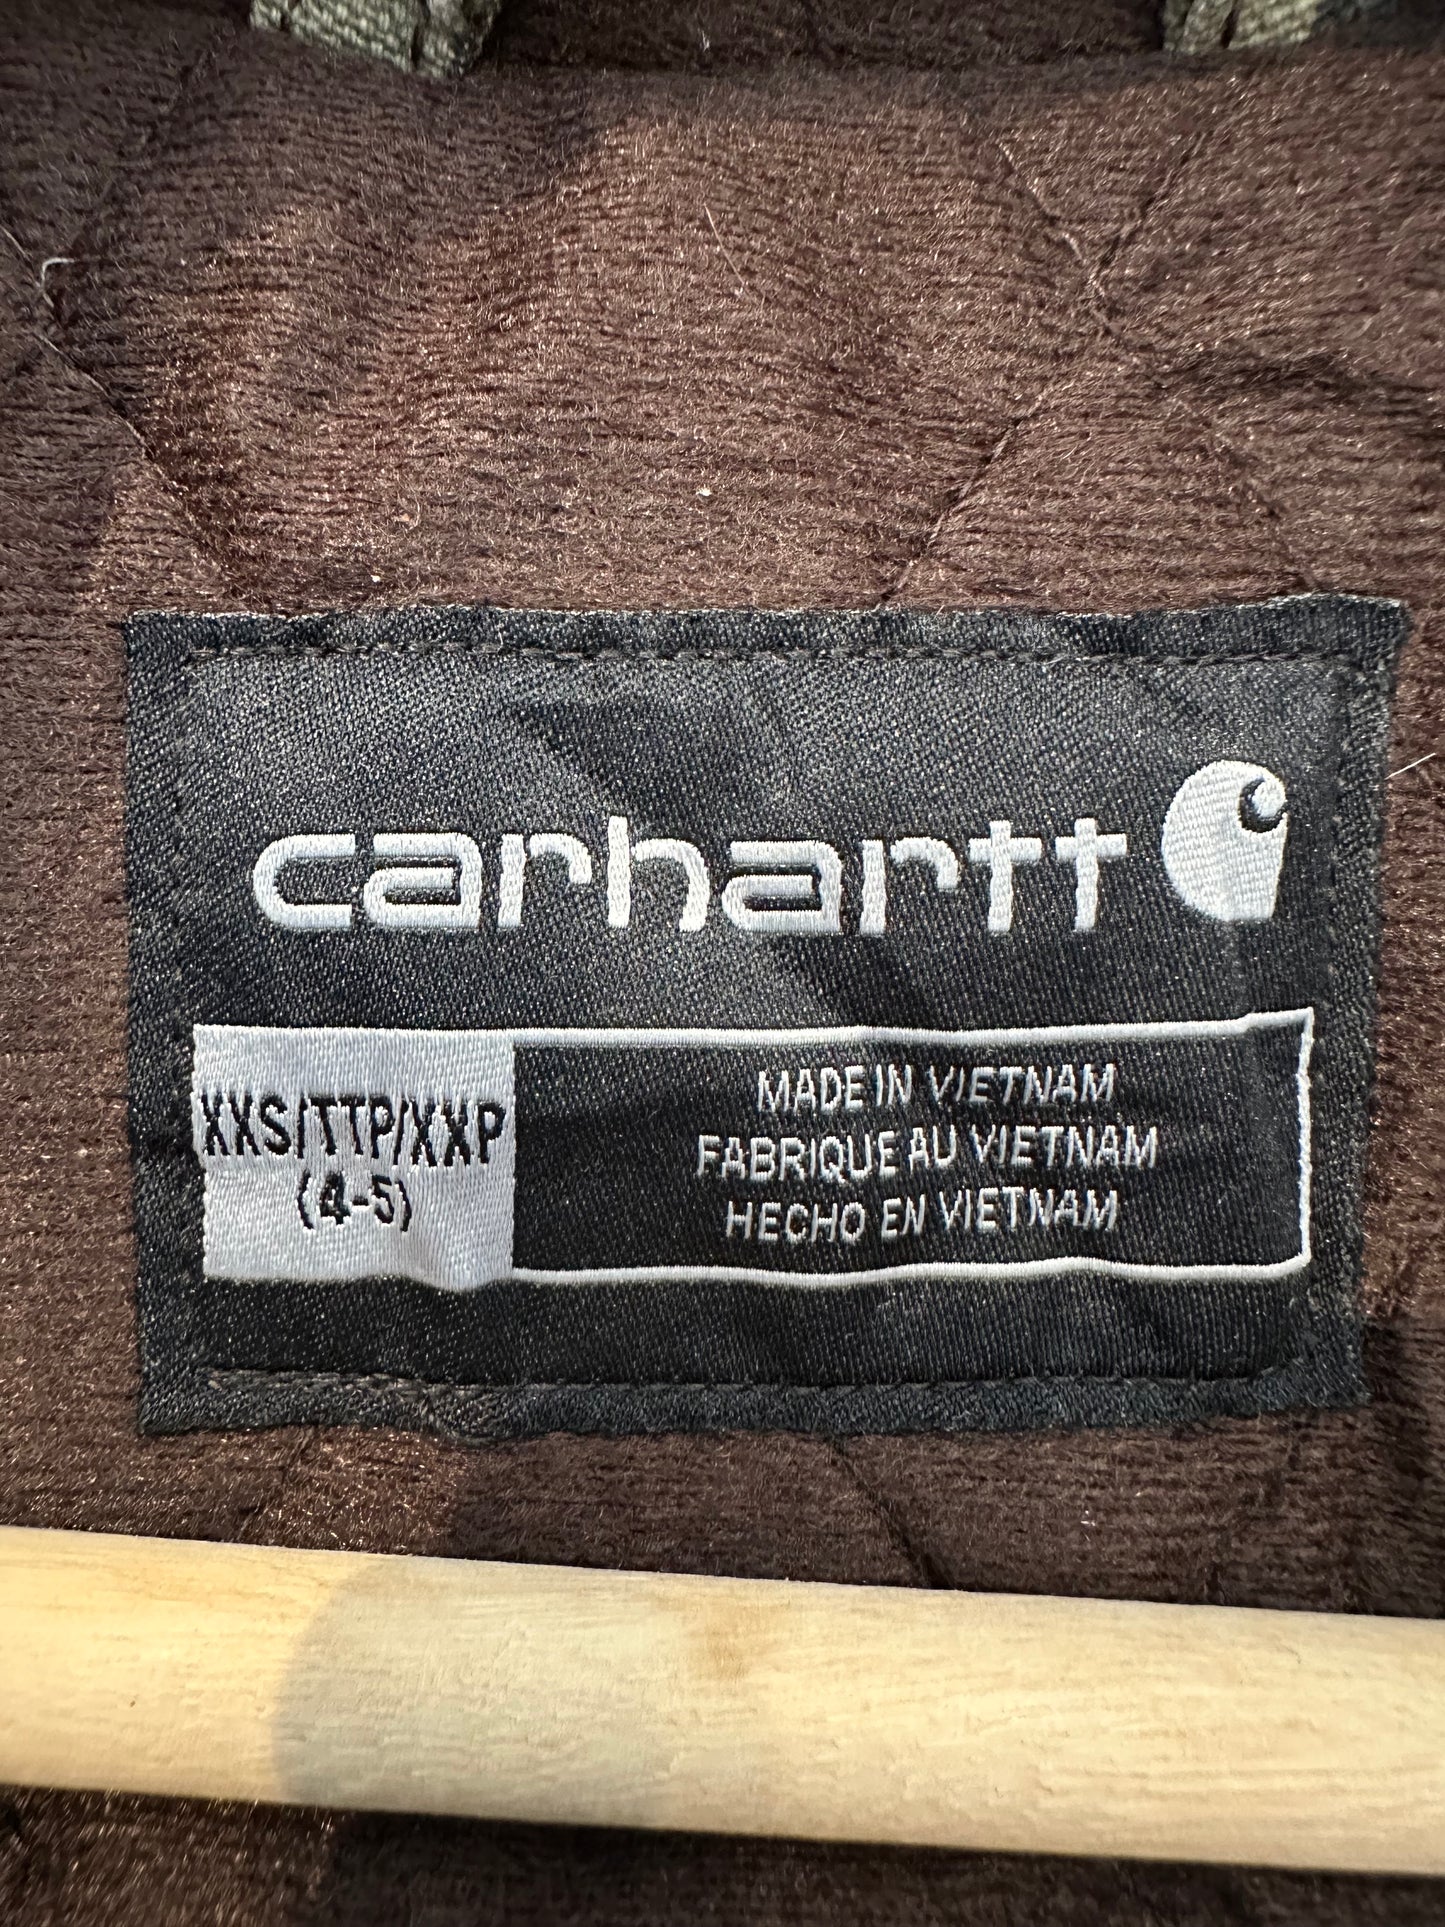 carhartt
XXS/TTP/XXP
(4-5)
MADE IN VIETNAM
FABRIQUE AU VIETNAM
HECHO EN VIETNAM